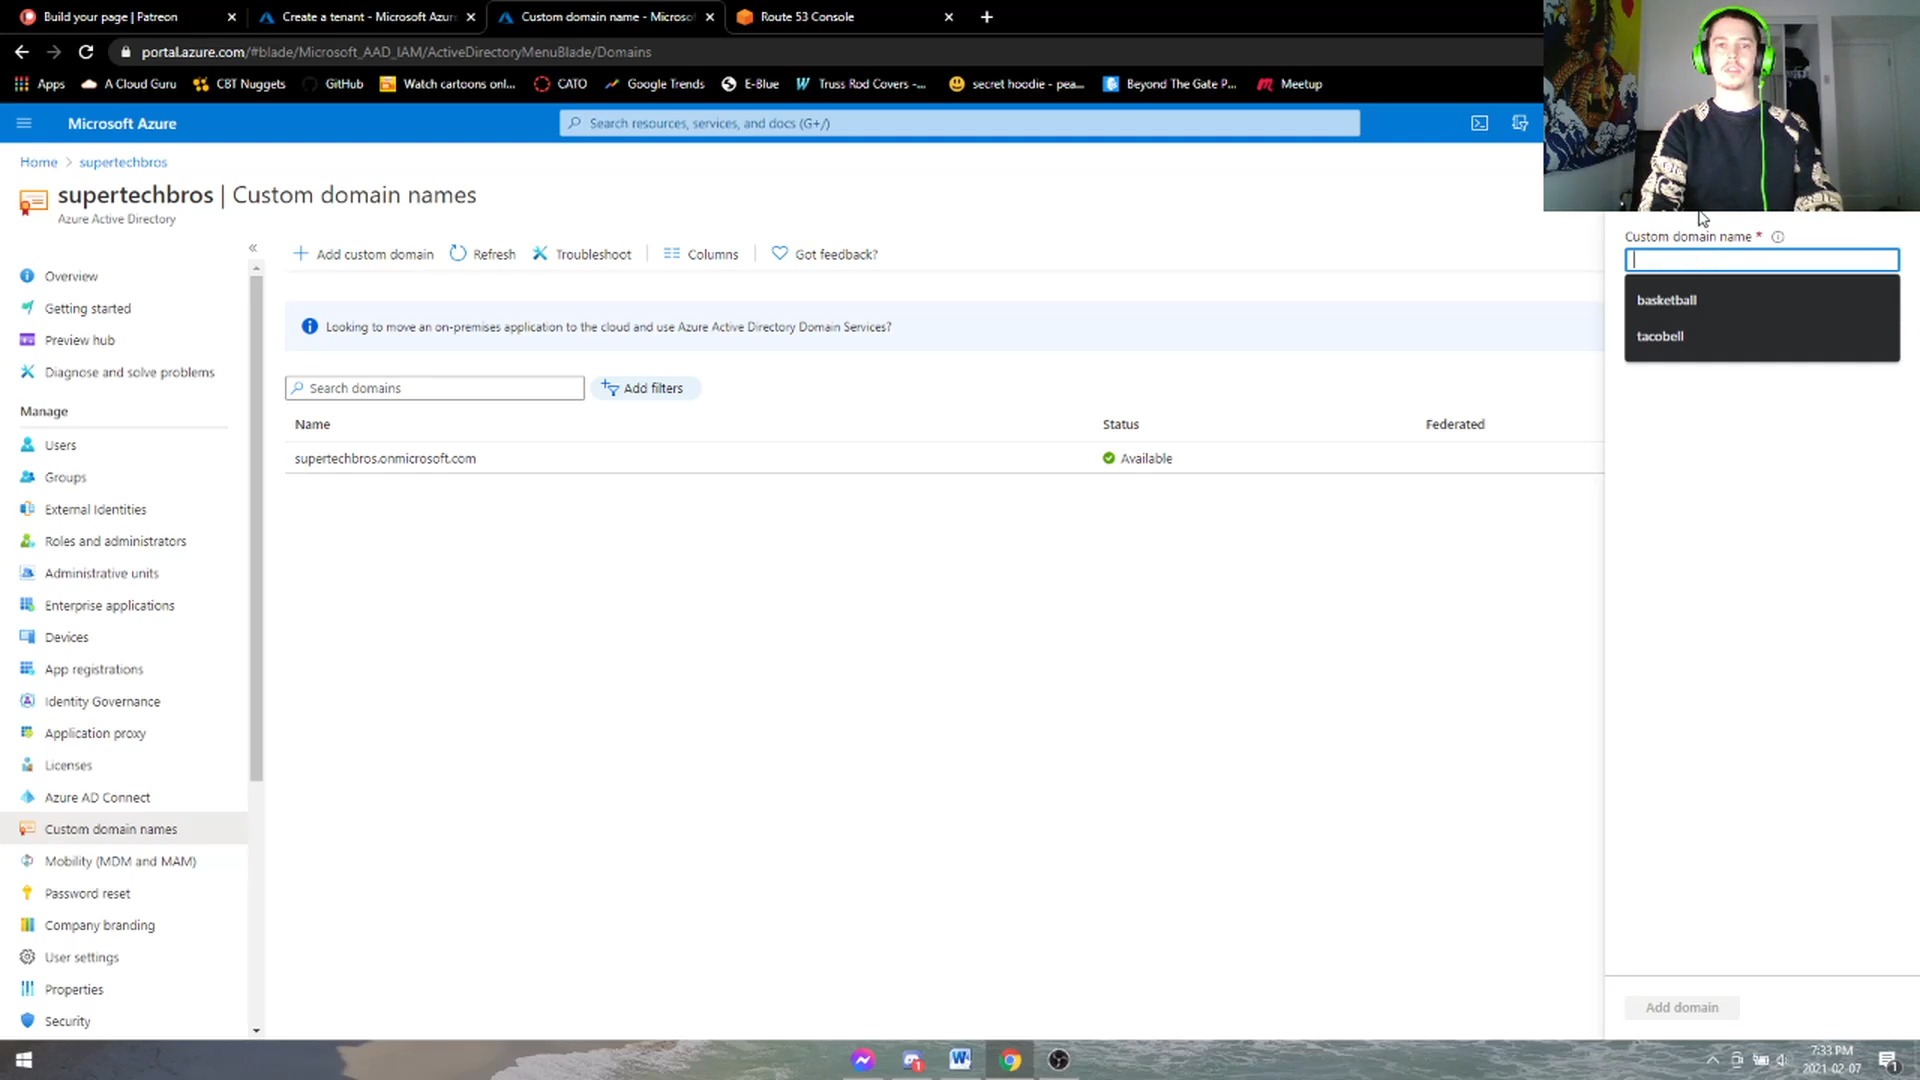 Build your page | Patreon
Create a tenant - Microsoft Azur
Custom domain name - Microso
Route 53 Console
portal.azure.com/#blade/Microsoft_AAD_IAM/ActiveDirectoryMenuBlade/Domains
Apps
A Cloud Guru
CBT Nuggets
GitHub
Watch cartoons onl...
CATO
Google Trends
E-Blue
Truss Rod Covers -...
secret hoodie - pea...
Beyond The Gate P...
Meetup
Microsoft Azure
Search resources, services, and docs (G+/)
Home > supertechbros
supertechbros | Custom domain names
Azure Active Directory
Overview
Getting started
Preview hub
Diagnose and solve problems
Manage
Users
Groups
External Identities
Roles and administrators
Administrative units
Enterprise applications
Devices
App registrations
Identity Governance
Application proxy
Licenses
Azure AD Connect
Custom domain names
Mobility (MDM and MAM)
Password reset
Company branding
User settings
Properties
Security
Add custom domain
Refresh
Troubleshoot
Columns
Got feedback?
Looking to move an on-premises application to the cloud and use Azure Active Directory Domain Services?
Search domains
Add filters
Name
Status
Federated
supertechbros.onmicrosoft.com
Available
Custom domain name *
basketball
tacobell
Add domain
7:33 PM
2021-02-07